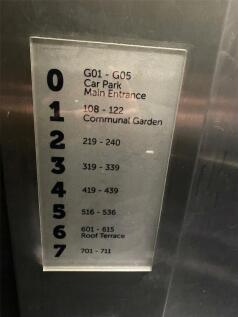 0 G01 - G05
Car Park
Main Entrance
1 108 - 122
Communal Garden
2 219 - 240
3 319 - 339
4 419 - 439
5 516 - 536
6 601 - 615
Roof Terrace
7 701 - 711